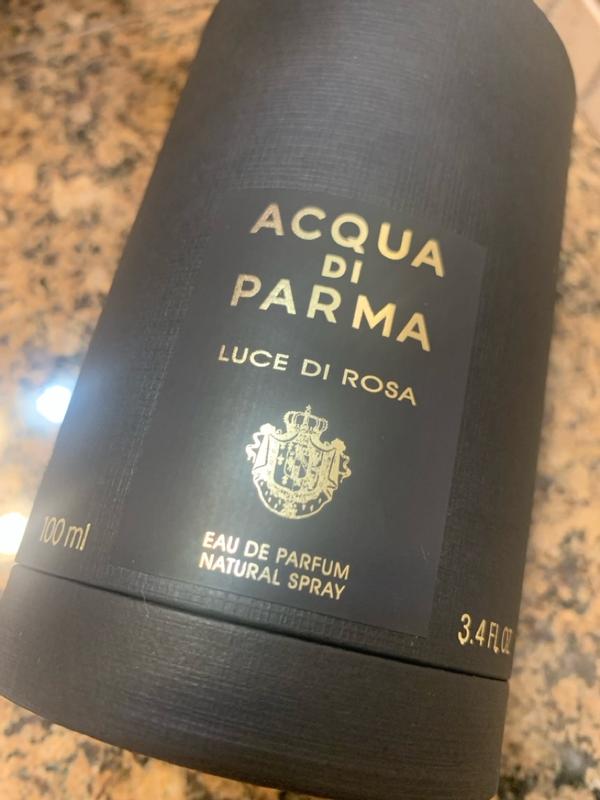 ACQUA
DI
PARMA
LUCE DI ROSA
100 ml
EAU DE PARFUM
NATURAL SPRAY
3.4 FL OZ